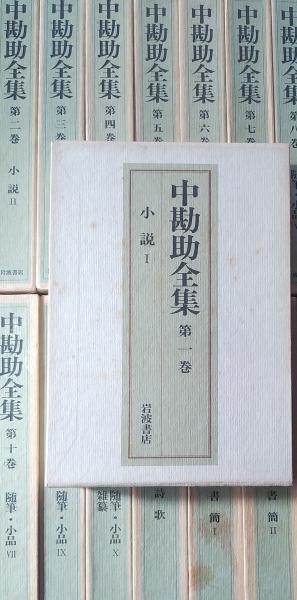 中勘助全集
第二巻
小説 II
岩波書店
中勘助全集
第三巻
中勘助全集
第四巻
中勘助全集
第五巻
中勘助全集
第六巻
中勘助全集
第七巻
中勘助全集
第八巻
中勘助全集
第一巻
小説 I
岩波書店
中勘助全集
第十巻
随筆・小品 VII
随筆・小品 IX
随筆・小品 X
雑纂
詩歌
書簡 I
書簡 II